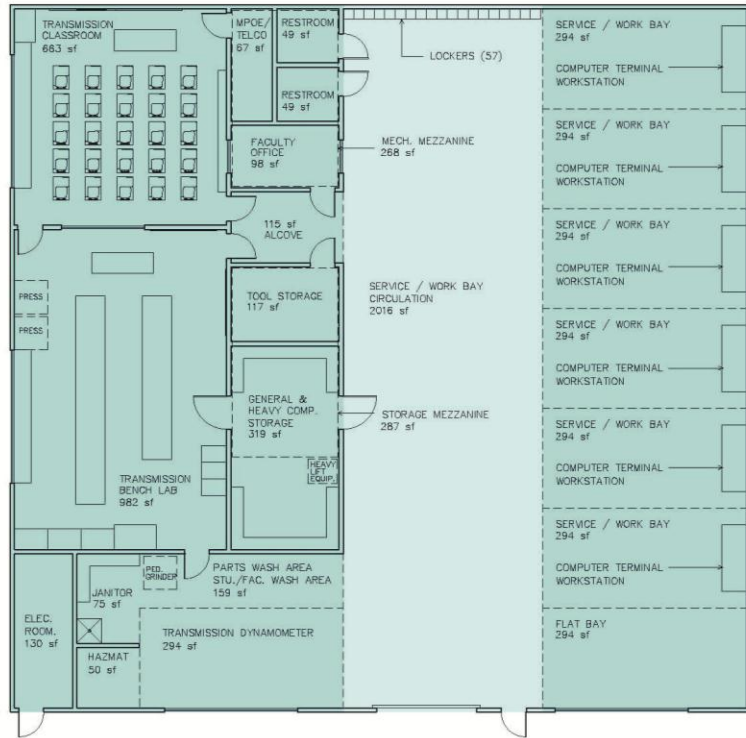 TRANSMISSION
CLASSROOM
663 sf
MPOE/
TELCO
67 sf
RESTROOM
49 sf
RESTROOM
49 sf
LOCKERS (57)
FACULTY
OFFICE
98 sf
MECH. MEZZANINE
268 sf
115 sf
ALCOVE
TOOL STORAGE
117 sf
PRESS
PRESS
SERVICE / WORK BAY
CIRCULATION
2016 sf
GENERAL &
HEAVY COMP.
STORAGE
319 sf
STORAGE MEZZANINE
287 sf
HEAVY
LIFT
EQUIP.
TRANSMISSION
BENCH LAB
982 sf
PED.
GRINDER
PARTS WASH AREA
STU./FAC. WASH AREA
159 sf
JANITOR
75 sf
ELEC.
ROOM.
130 sf
TRANSMISSION DYNAMOMETER
294 sf
HAZMAT
50 sf
SERVICE / WORK BAY
294 sf
COMPUTER TERMINAL
WORKSTATION
SERVICE / WORK BAY
294 sf
COMPUTER TERMINAL
WORKSTATION
SERVICE / WORK BAY
294 sf
COMPUTER TERMINAL
WORKSTATION
SERVICE / WORK BAY
294 sf
COMPUTER TERMINAL
WORKSTATION
SERVICE / WORK BAY
294 sf
COMPUTER TERMINAL
WORKSTATION
SERVICE / WORK BAY
294 sf
COMPUTER TERMINAL
WORKSTATION
FLAT BAY
294 sf